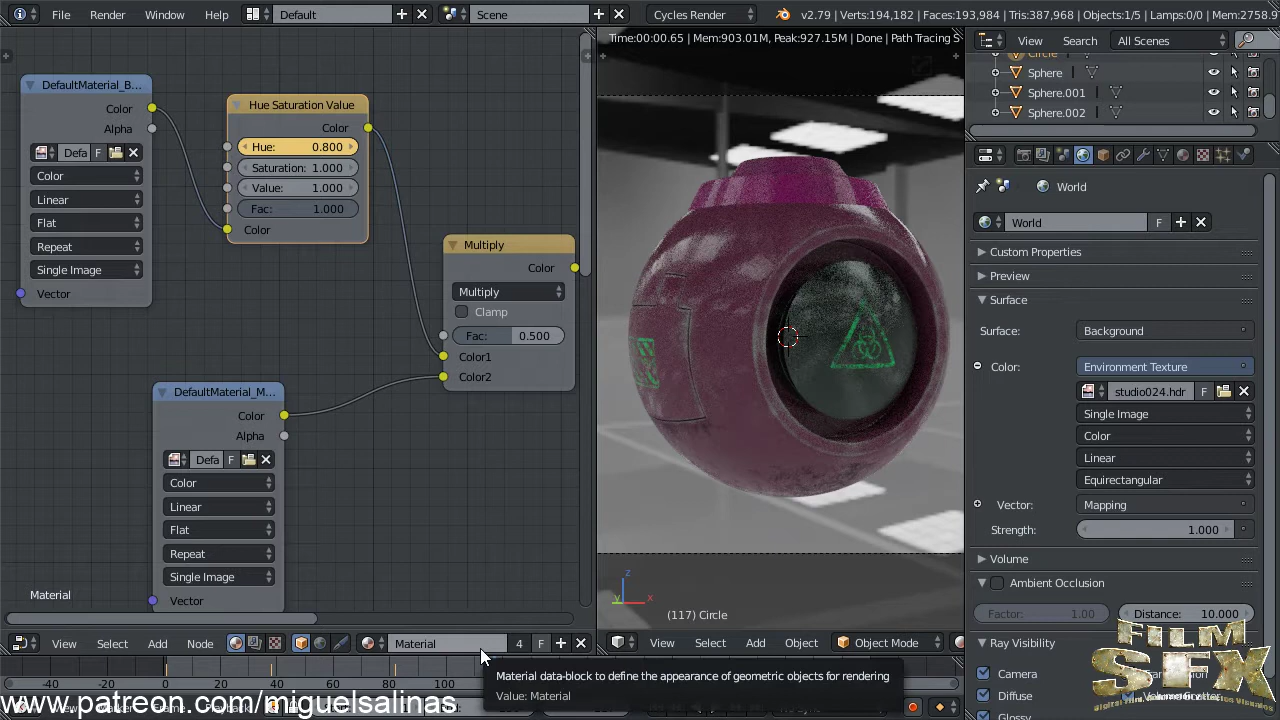 File Render Window Help Default Scene Cycles Render v2.79 | Verts:194,182 | Faces:193,984 | Tris:387,968 | Objects:1/5 | Lamps:0/0 | Mem:2758.9
Time:00:00.65 | Mem:903.01M, Peak:927.15M | Done | Path Tracing S
View Search All Scenes
Circle
Sphere
Sphere.001
Sphere.002
DefaultMaterial_B...
Color
Alpha
Defa F
Color
Linear
Flat
Repeat
Single Image
Vector
Hue Saturation Value
Color
Hue: 0.800
Saturation: 1.000
Value: 1.000
Fac: 1.000
Color
Multiply
Color
Multiply
Clamp
Fac: 0.500
Color1
Color2
DefaultMaterial_M...
Color
Alpha
Defa F
Color
Linear
Flat
Repeat
Single Image
Vector
Material
z
y x
(117) Circle
World
World F
Custom Properties
Preview
Surface
Surface: Background
Color: Environment Texture
studio024.hdr F
Single Image
Color
Linear
Equirectangular
Vector: Mapping
Strength: 1.000
Volume
Ambient Occlusion
Factor: 1.00 Distance: 10.000
Ray Visibility
Camera
Diffuse
Glossy
View Select Add Node Material 4 F
View Select Add Object Object Mode
-40 -20 0 20 40 60 80 100
Material data-block to define the appearance of geometric objects for rendering
Value: Material
www.patreon.com/miguelsalinas
FILM
SFX